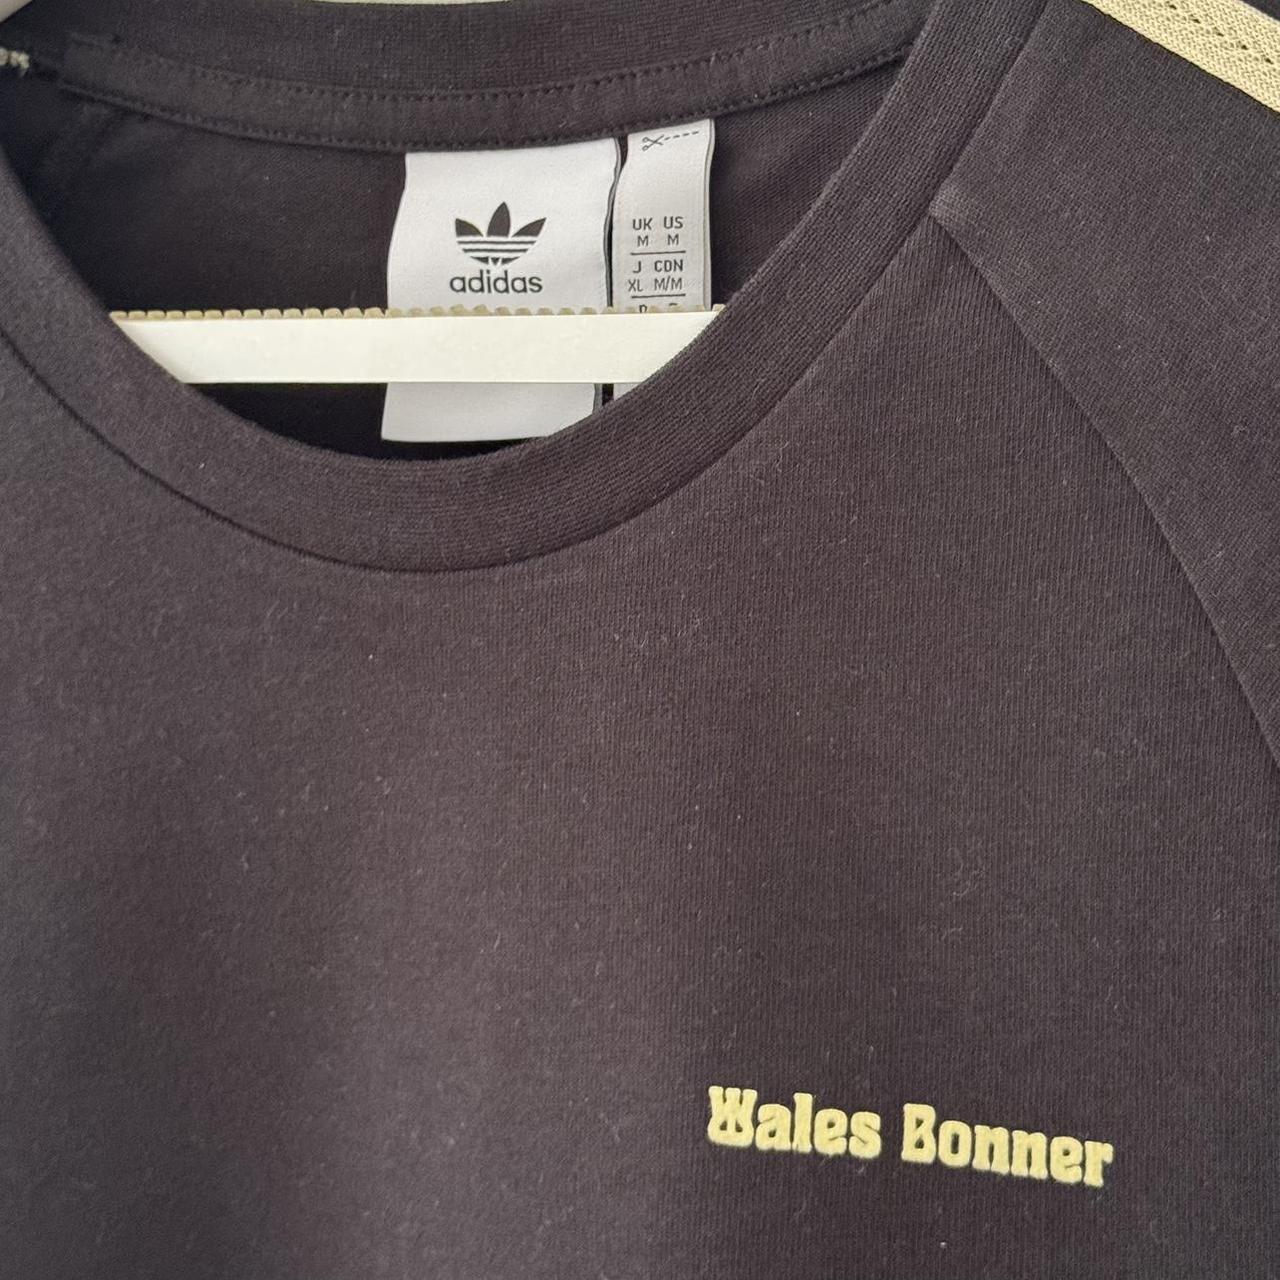 adidas
UK US
M M
J CDN
XL M/M
Wales Bonner